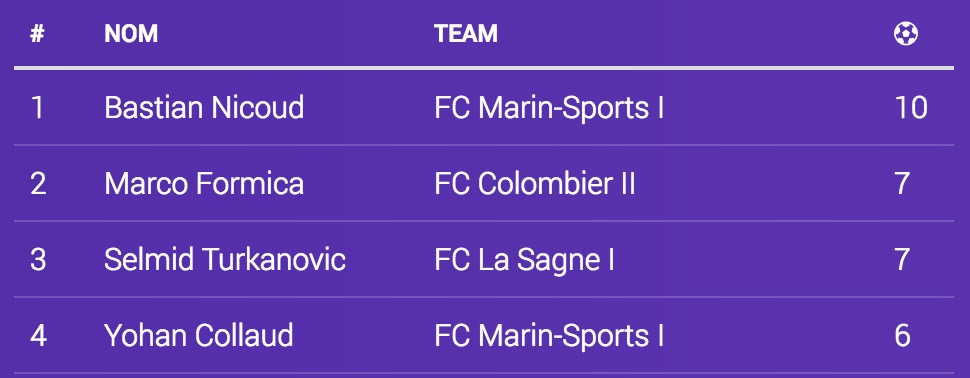 # NOM TEAM
1 Bastian Nicoud FC Marin-Sports I 10
2 Marco Formica FC Colombier II 7
3 Selmid Turkanovic FC La Sagne I 7
4 Yohan Collaud FC Marin-Sports I 6